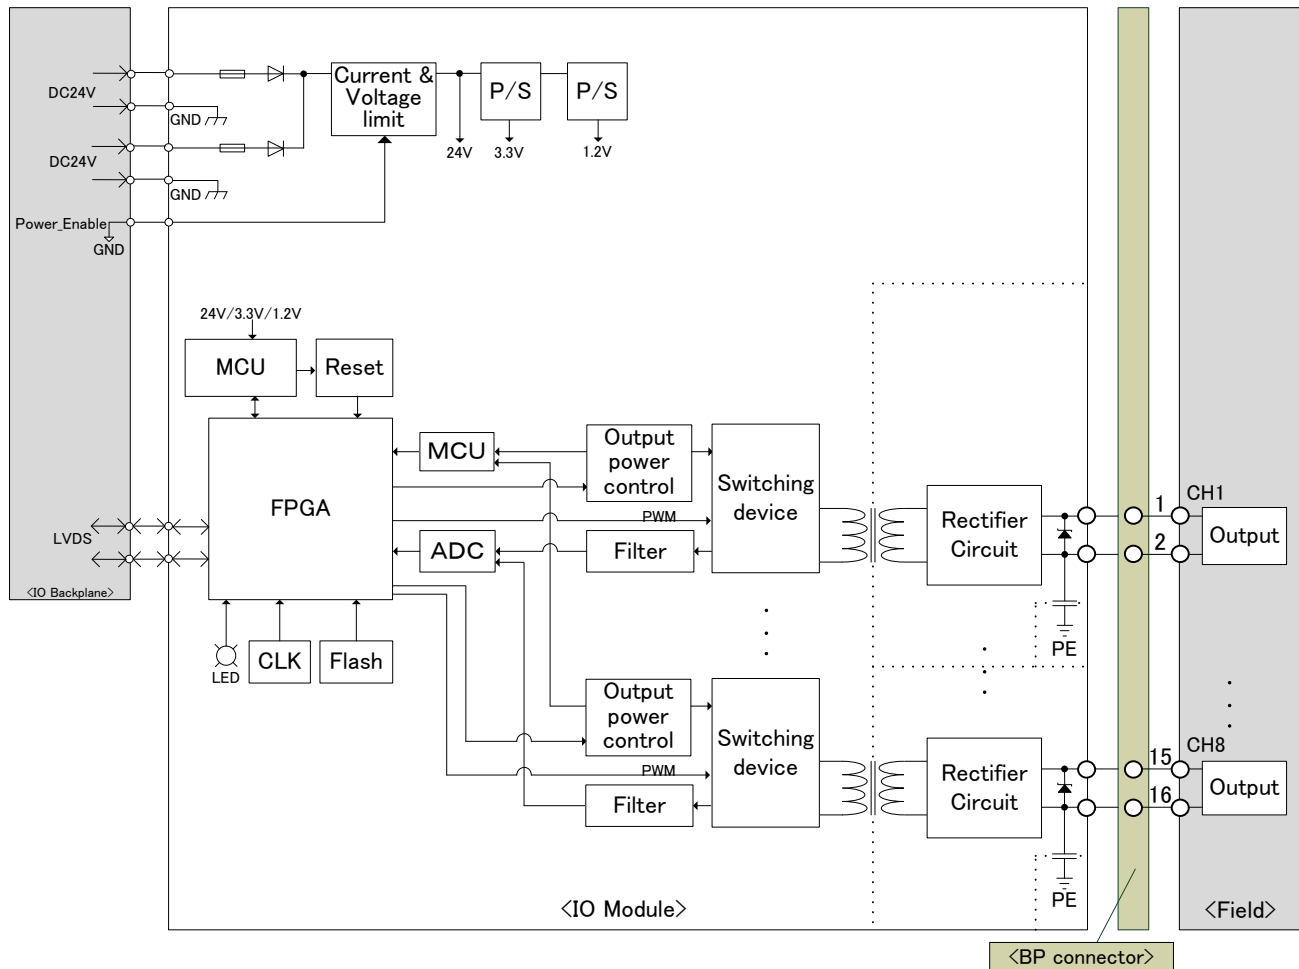 Current &
Voltage
limit
P/S
P/S
DC24V
GND
24V
3.3V
1.2V
DC24V
GND
Power_Enable
GND
24V/3.3V/1.2V
MCU
Reset
FPGA
MCU
Output
power
control
Switching
device
PWM
ADC
Filter
Rectifier
Circuit
1
2
CH1
Output
PE
LVDS
<IO Backplane>
LED
CLK
Flash
Output
power
control
Switching
device
PWM
Filter
Rectifier
Circuit
15
16
CH8
Output
PE
<IO Module>
<Field>
<BP connector>